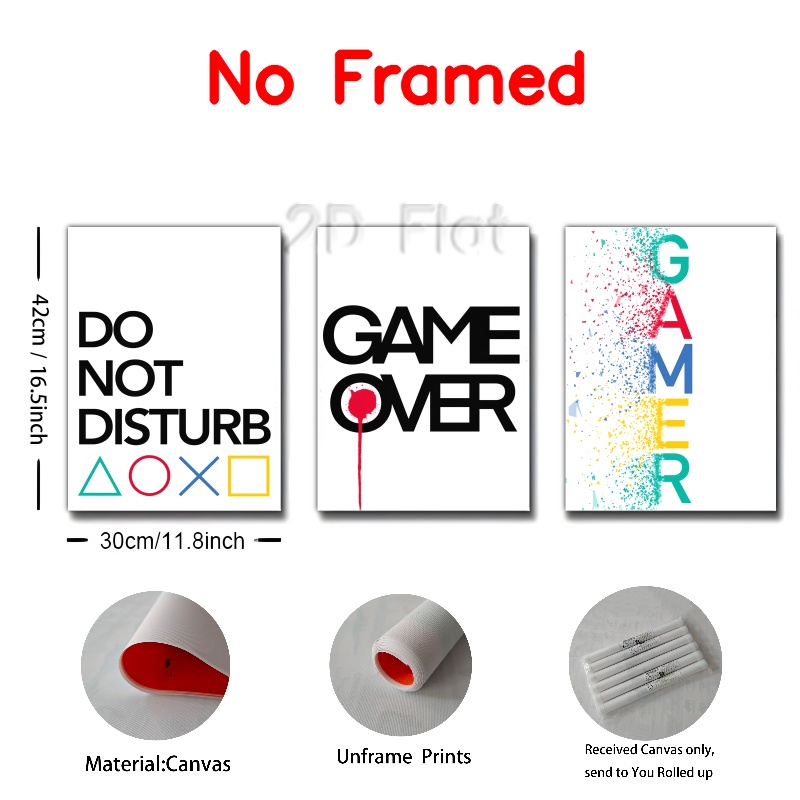 No Framed
2D Flat
42cm / 16.5inch
DO
NOT
DISTURB
GAME
OVER
GAMER
30cm/11.8inch
Material:Canvas
Unframe Prints
Received Canvas only,
send to You Rolled up